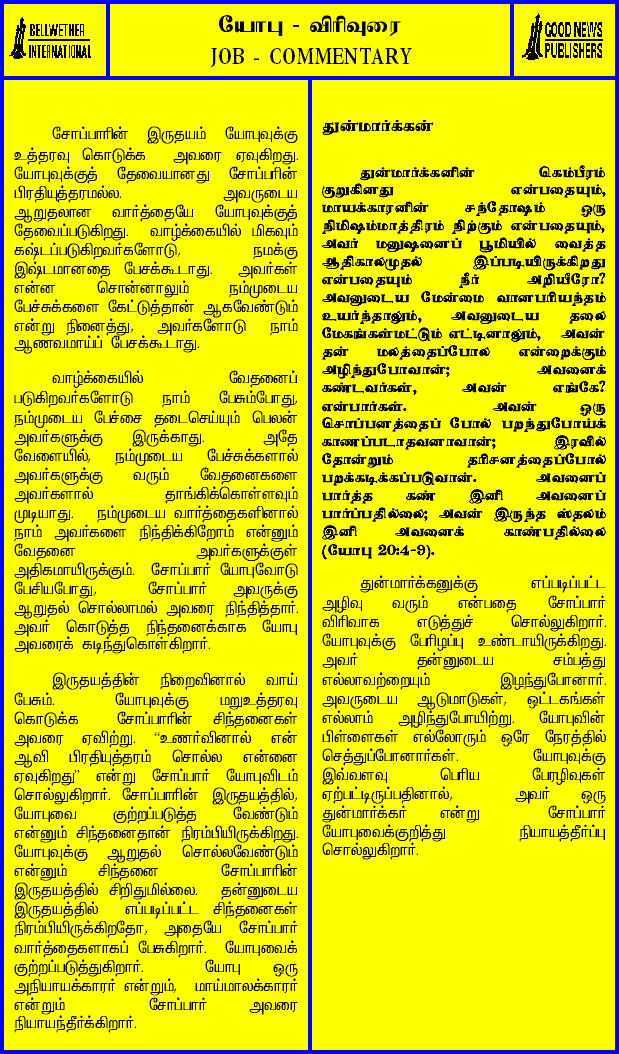 BELLWETHER
INTERNATIONAL
யோபு - விரிவுரை
JOB - COMMENTARY
GOOD NEWS
PUBLISHERS
சோப்பாரின் இருதயம் யோபுவுக்கு
உத்தரவு கொடுக்க அவரை ஏவுகிறது.
யோபுவுக்குத் தேவையானது சோப்பரின்
பிரதியுத்தரமல்ல. அவருடைய
ஆறுதலான வார்த்தையே யோபுவுக்குத்
தேவைப்படுகிறது. வாழ்க்கையில் மிகவும்
கஷ்டப்படுகிறவர்களோடு, நமக்கு
இஷ்டமானதை பேசக்கூடாது. அவர்கள்
என்ன சொன்னாலும் நம்முடைய
பேச்சுக்களை கேட்டுத்தான் ஆகவேண்டும்
என்று நினைத்து, அவர்களோடு நாம்
ஆணவமாய்ப் பேசக்கூடாது.
வாழ்க்கையில் வேதனைப்
படுகிறவர்களோடு நாம் பேசும்போது,
நம்முடைய பேச்சை தடைசெய்யும் பெலன்
அவர்களுக்கு இருக்காது. அதே
வேளையில், நம்முடைய பேச்சுக்களால்
அவர்களுக்கு வரும் வேதனைகளை
அவர்களால் தாங்கிக்கொள்ளவும்
முடியாது. நம்முடைய வார்த்தைகளினால்
நாம் அவர்களை நிந்திக்கிறோம் என்னும்
வேதனை அவர்களுக்குள்
அதிகமாயிருக்கும். சோப்பார் யோபுவோடு
பேசியபோது, சோப்பார் அவருக்கு
ஆறுதல் சொல்லாமல் அவரை நிந்தித்தார்.
அவர் கொடுத்த நிந்தனைக்காக யோபு
அவரைக் கடிந்துகொள்கிறார்.
இருதயத்தின் நிறைவினால் வாய்
பேசும். யோபுவுக்கு மறுஉத்தரவு
கொடுக்க சோப்பாரின் சிந்தனைகள்
அவரை ஏவிற்று. “உணர்வினால் என்
ஆவி பிரதியுத்தரம் சொல்ல என்னை
ஏவுகிறது” என்று சோப்பார் யோபுவிடம்
சொல்லுகிறார். சோப்பாரின் இருதயத்தில்,
யோபுவை குற்றப்படுத்த வேண்டும்
என்னும் சிந்தனைதான் நிரம்பியிருக்கிறது.
யோபுவுக்கு ஆறுதல் சொல்லவேண்டும்
என்னும் சிந்தனை சோப்பாரின்
இருதயத்தில் சிறிதுமில்லை. தன்னுடைய
இருதயத்தில் எப்படிப்பட்ட சிந்தனைகள்
நிரம்பியிருக்கிறதோ, அதையே சோப்பார்
வார்த்தைகளாகப் பேசுகிறார். யோபுவைக்
குற்றப்படுத்துகிறார். யோபு ஒரு
அநியாயக்காரர் என்றும், மாய்மாலக்காரர்
என்றும் சோப்பார் அவரை
நியாயந்தீர்க்கிறார்.
துன்மார்க்கன்
துன்மார்க்கனின் கெம்பீரம்
குறுகினது என்பதையும்,
மாயக்காரனின் சந்தோஷம் ஒரு
நிமிஷம்மாத்திரம் நிற்கும் என்பதையும்,
அவர் மனுஷனைப் பூமியில் வைத்த
ஆதிகாலமுதல் இப்படியிருக்கிறது
என்பதையும் நீர் அறியீரோ?
அவனுடைய மேன்மை வானபரியந்தம்
உயர்ந்தாலும், அவனுடைய தலை
மேகங்கள்மட்டும் எட்டினாலும், அவன்
தன் மலத்தைப்போல என்றைக்கும்
அழிந்துபோவான்; அவனைக்
கண்டவர்கள், அவன் எங்கே?
என்பார்கள். அவன் ஒரு
சொப்பனத்தைப் போல் பறந்துபோய்க்
காணப்படாதவனாவான்; இரவில்
தோன்றும் தரிசனத்தைப்போல்
பறக்கடிக்கப்படுவான். அவனைப்
பார்த்த கண் இனி அவனைப்
பார்ப்பதில்லை; அவன் இருந்த ஸ்தலம்
இனி அவனைக் காண்பதில்லை
(யோபு 20:4-9).
துன்மார்க்கனுக்கு எப்படிப்பட்ட
அழிவு வரும் என்பதை சோப்பார்
விரிவாக எடுத்துச் சொல்லுகிறார்.
யோபுவுக்கு பேரிழப்பு உண்டாயிருக்கிறது.
அவர் தன்னுடைய சம்பத்து
எல்லாவற்றையும் இழந்துபோனார்.
அவருடைய ஆடுமாடுகள், ஒட்டகங்கள்
எல்லாம் அழிந்துபோயிற்று. யோபுவின்
பிள்ளைகள் எல்லோரும் ஒரே நேரத்தில்
செத்துப்போனார்கள். யோபுவுக்கு
இவ்வளவு பெரிய பேரழிவுகள்
ஏற்பட்டிருப்பதினால், அவர் ஒரு
துன்மார்க்கர் என்று சோப்பார்
யோபுவைக்குறித்து நியாயத்தீர்ப்பு
சொல்லுகிறார்.